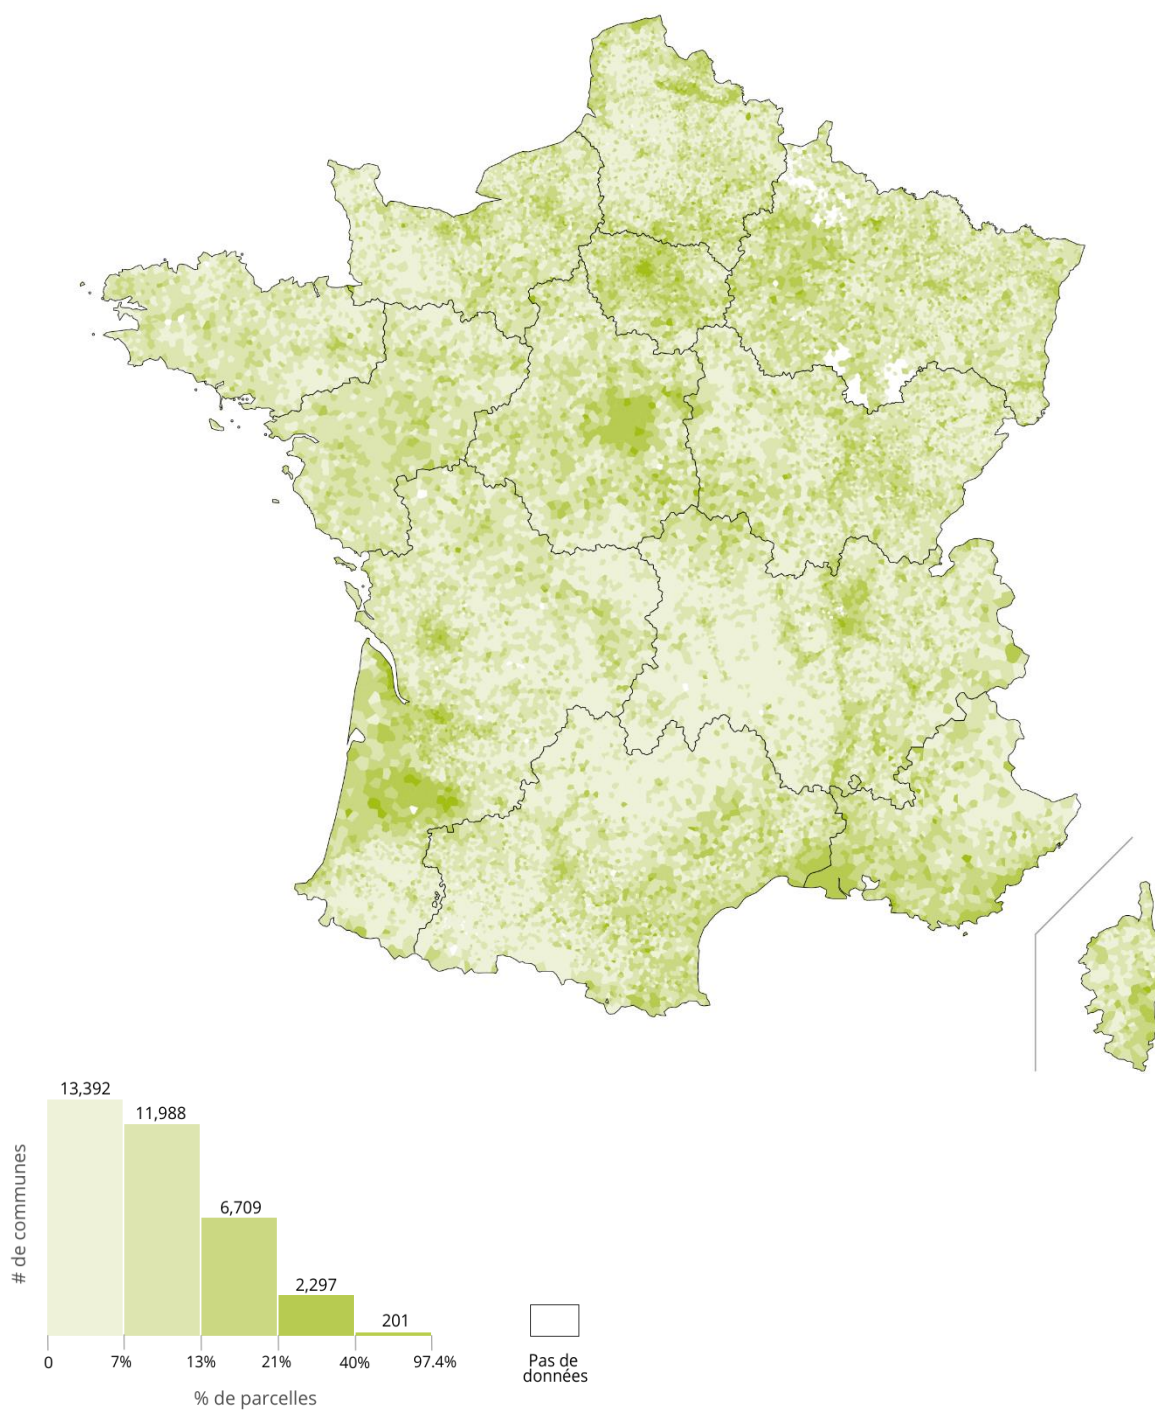 13,392
11,988
6,709
2,297
201
# de communes
0 7% 13% 21% 40% 97.4%
% de parcelles
Pas de
données